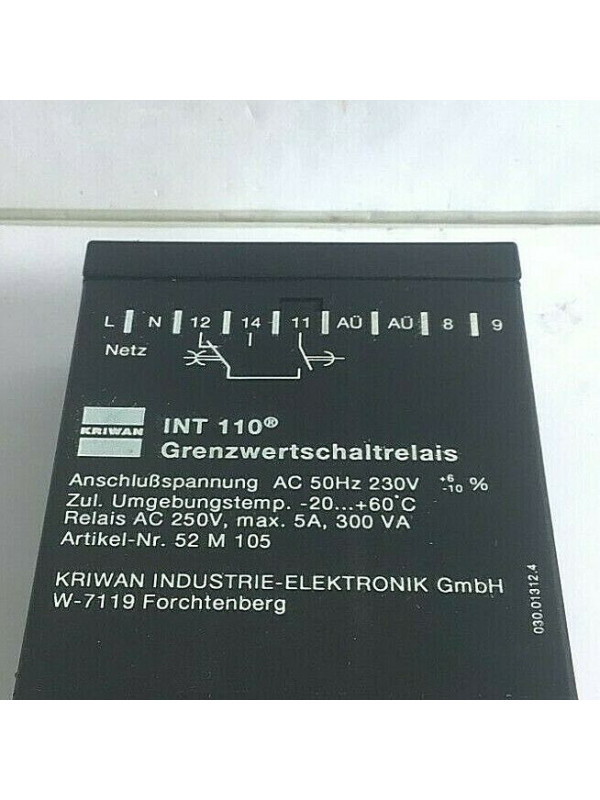 L N 12 14 11 AÜ AÜ 8 9
Netz
KRIWAN
INT 110®
Grenzwertschaltrelais
Anschlußspannung AC 50Hz 230V +6 -10 %
Zul. Umgebungstemp. -20...+60°C
Relais AC 250V, max. 5A, 300 VA
Artikel-Nr. 52 M 105
KRIWAN INDUSTRIE-ELEKTRONIK GmbH
W-7119 Forchtenberg
030.01312.4